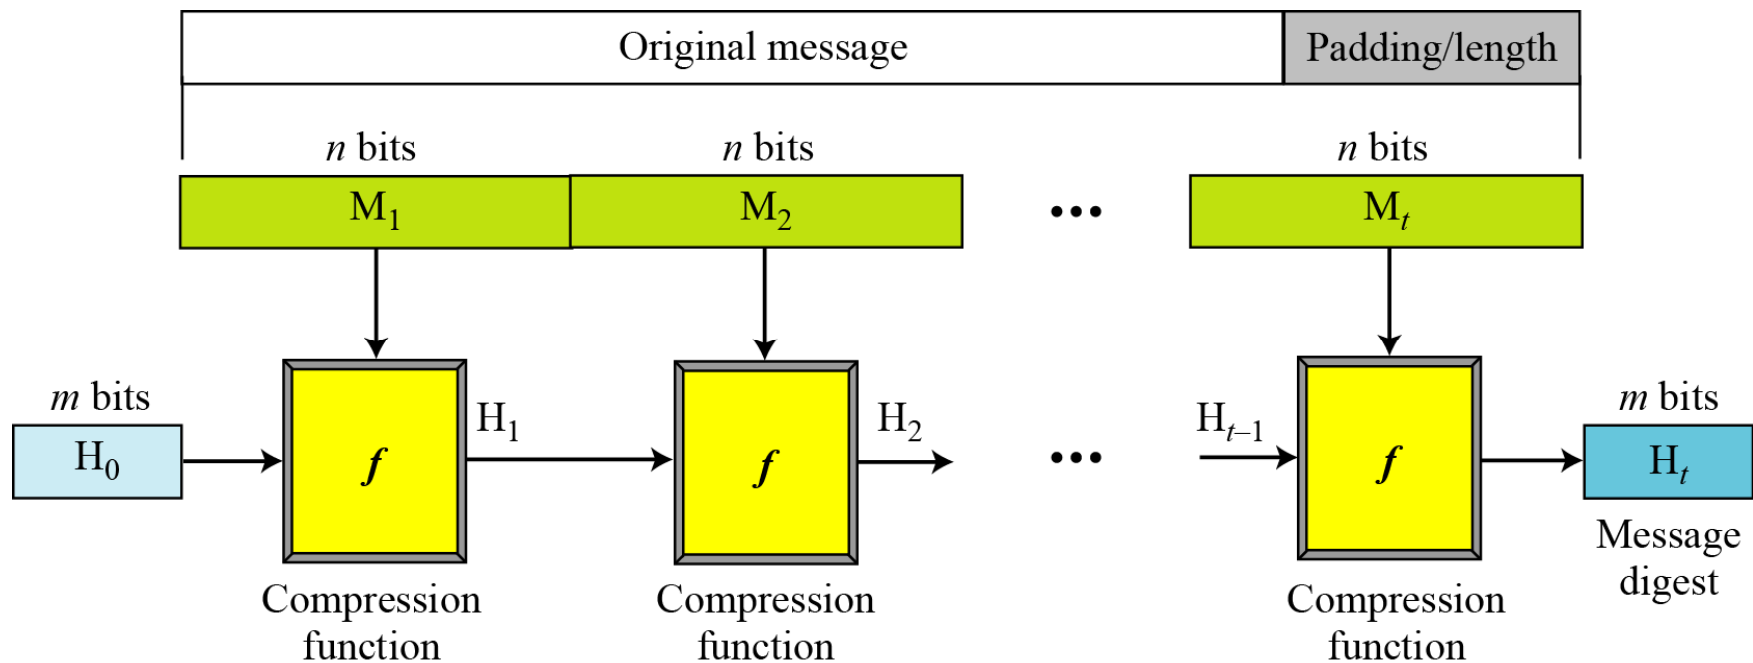 Original message
Padding/length
n bits
n bits
n bits
M1
M2
•••
Mt
m bits
H0
f
H1
f
H2
•••
Ht–1
f
m bits
Ht
Compression
function
Compression
function
Compression
function
Message
digest